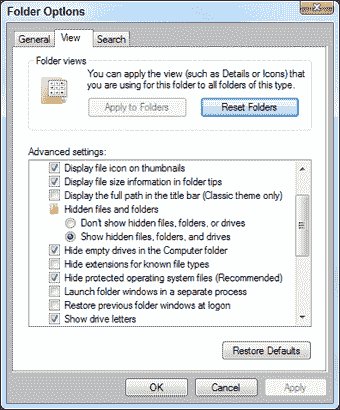 Folder Options
General
View
Search
Folder views
You can apply the view (such as Details or Icons) that
you are using for this folder to all folders of this type.
Apply to Folders
Reset Folders
Advanced settings:
Display file icon on thumbnails
Display file size infomation in folder tips
Display the full path in the title bar (Classic theme only)
Hidden files and folders
Don't show hidden files, folders, or drives
Show hidden files, folders, and drives
Hide empty drives in the Computer folder
Hide extensions for known file types
Hide protected operating system files (Recommended)
Launch folder windows in a separate process
Restore previous folder windows at logon
Show drive letters
Restore Defaults
OK
Cancel
Apply